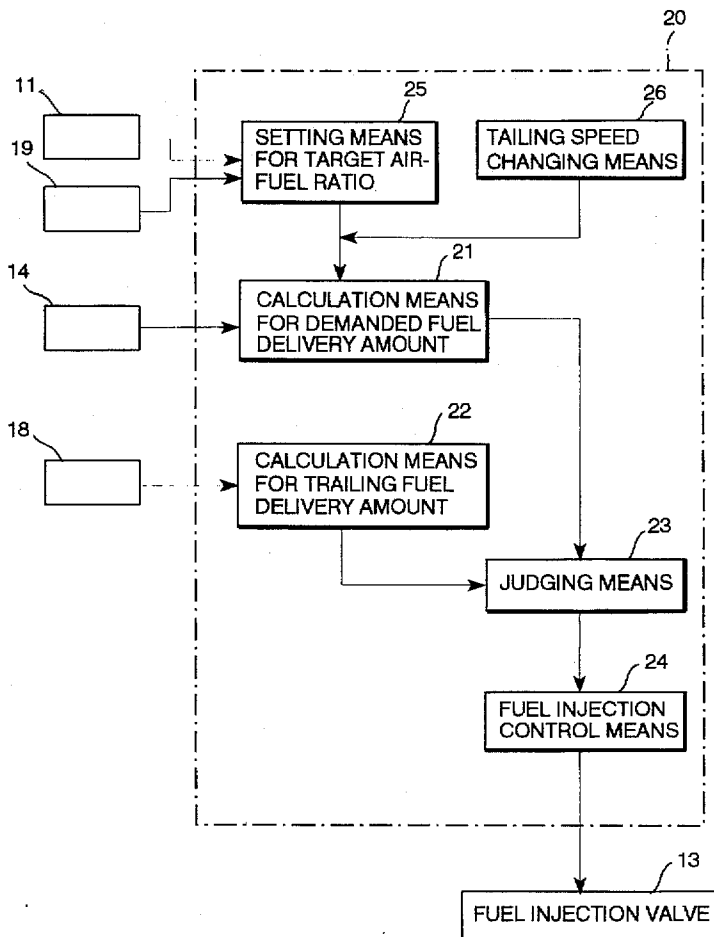 20
11
25
26
SETTING MEANS
FOR TARGET AIR-
FUEL RATIO
TAILING SPEED
CHANGING MEANS
19
14
21
CALCULATION MEANS
FOR DEMANDED FUEL
DELIVERY AMOUNT
18
22
CALCULATION MEANS
FOR TRAILING FUEL
DELIVERY AMOUNT
23
JUDGING MEANS
24
FUEL INJECTION
CONTROL MEANS
13
FUEL INJECTION VALVE